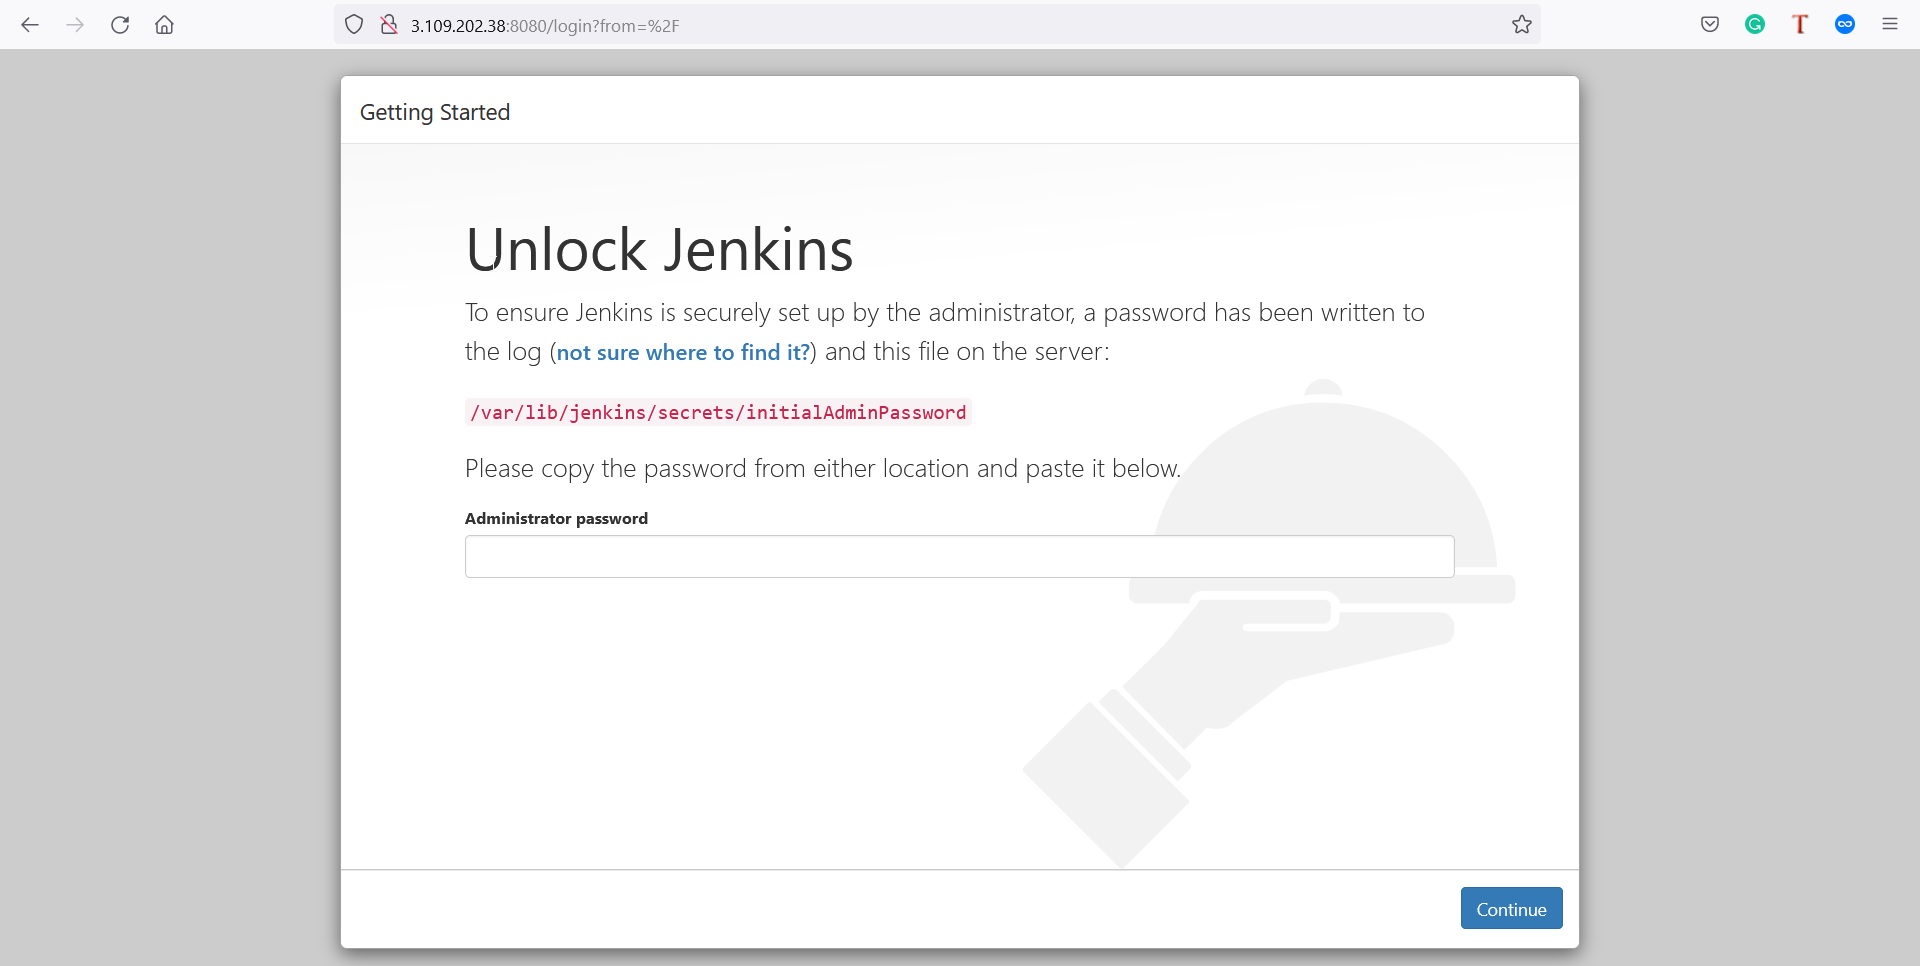 3.109.202.38:8080/login?from=%2F
Getting Started
Unlock Jenkins
To ensure Jenkins is securely set up by the administrator, a password has been written to
the log (not sure where to find it?) and this file on the server:
/var/lib/jenkins/secrets/initialAdminPassword
Please copy the password from either location and paste it below.
Administrator password
Continue